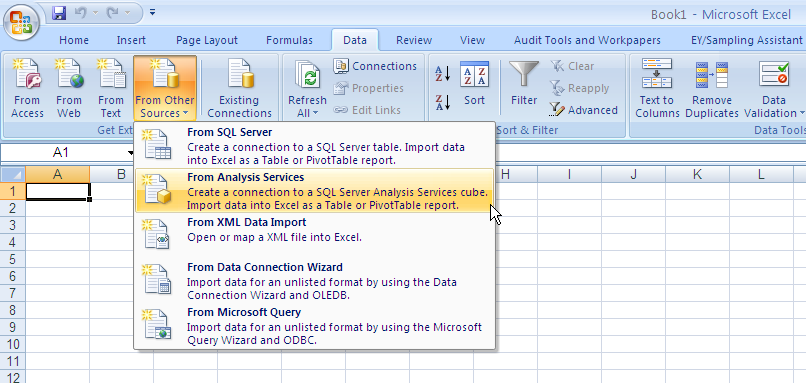 Book1 - Microsoft Excel
Home Insert Page Layout Formulas Data Review View Audit Tools and Workpapers EY/Sampling Assistant
From Access
From Web
From Text
From Other Sources
Existing Connections
Refresh All
Connections
Properties
Edit Links
Sort
Filter
Clear
Reapply
Advanced
Text to Columns
Remove Duplicates
Data Validation
Get Ext
Sort & Filter
Data Tools
A1
From SQL Server
Create a connection to a SQL Server table. Import data
into Excel as a Table or PivotTable report.
From Analysis Services
Create a connection to a SQL Server Analysis Services cube.
Import data into Excel as a Table or PivotTable report.
From XML Data Import
Open or map a XML file into Excel.
From Data Connection Wizard
Import data for an unlisted format by using the Data
Connection Wizard and OLEDB.
From Microsoft Query
Import data for an unlisted format by using the Microsoft
Query Wizard and ODBC.
A B H I J K L
1
2
3
4
5
6
7
8
9
10
11
12